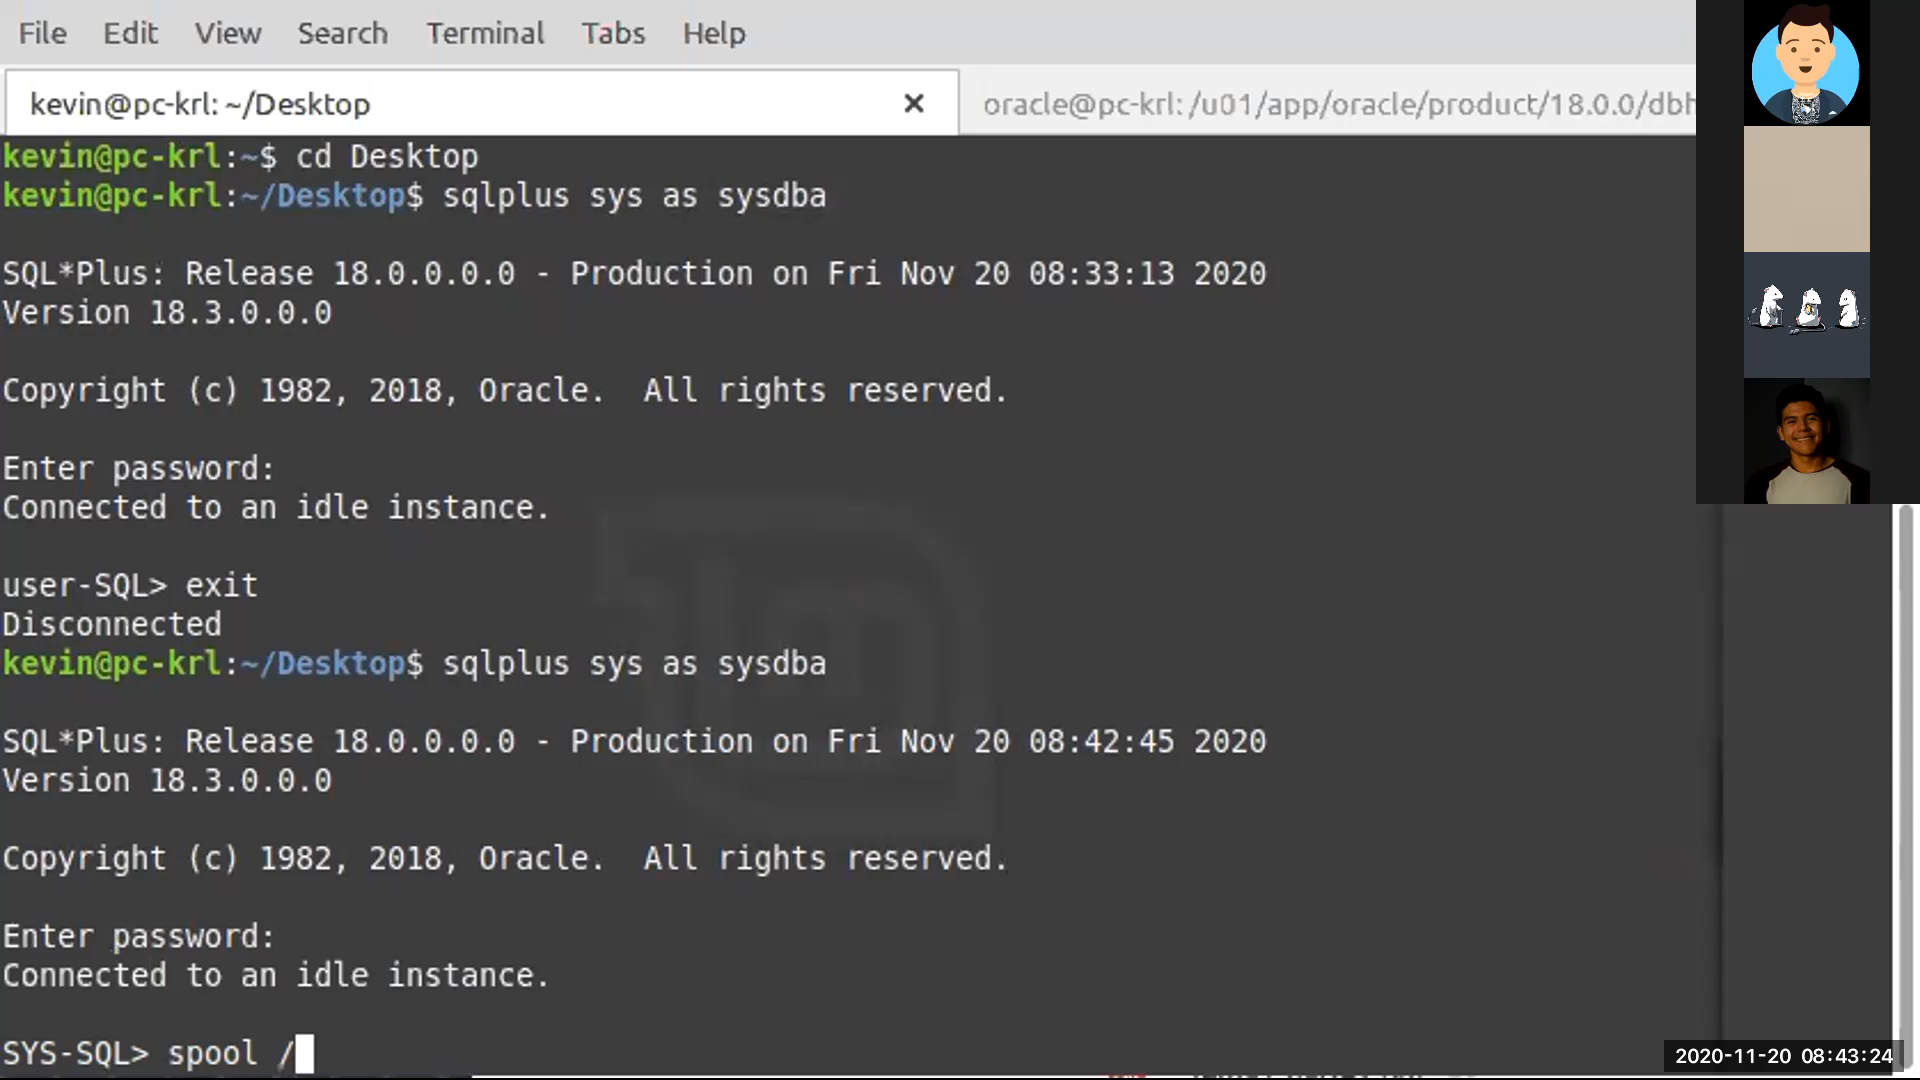 File Edit View Search Terminal Tabs Help
kevin@pc-krl: ~/Desktop × oracle@pc-krl: /u01/app/oracle/product/18.0.0/dbh
kevin@pc-krl:~$ cd Desktop
kevin@pc-krl:~/Desktop$ sqlplus sys as sysdba
SQL*Plus: Release 18.0.0.0.0 - Production on Fri Nov 20 08:33:13 2020
Version 18.3.0.0.0
Copyright (c) 1982, 2018, Oracle.  All rights reserved.
Enter password:
Connected to an idle instance.
user-SQL> exit
Disconnected
kevin@pc-krl:~/Desktop$ sqlplus sys as sysdba
SQL*Plus: Release 18.0.0.0.0 - Production on Fri Nov 20 08:42:45 2020
Version 18.3.0.0.0
Copyright (c) 1982, 2018, Oracle.  All rights reserved.
Enter password:
Connected to an idle instance.
SYS-SQL> spool /
2020-11-20 08:43:24